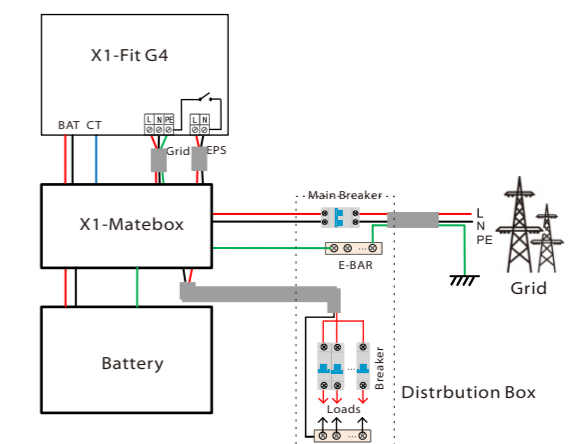 X1-Fit G4
BAT CT
L N PE
L N
Grid
EPS
X1-Matebox
Main Breaker
L
N
PE
E-BAR
Grid
Battery
Breaker
Distrbution Box
Loads